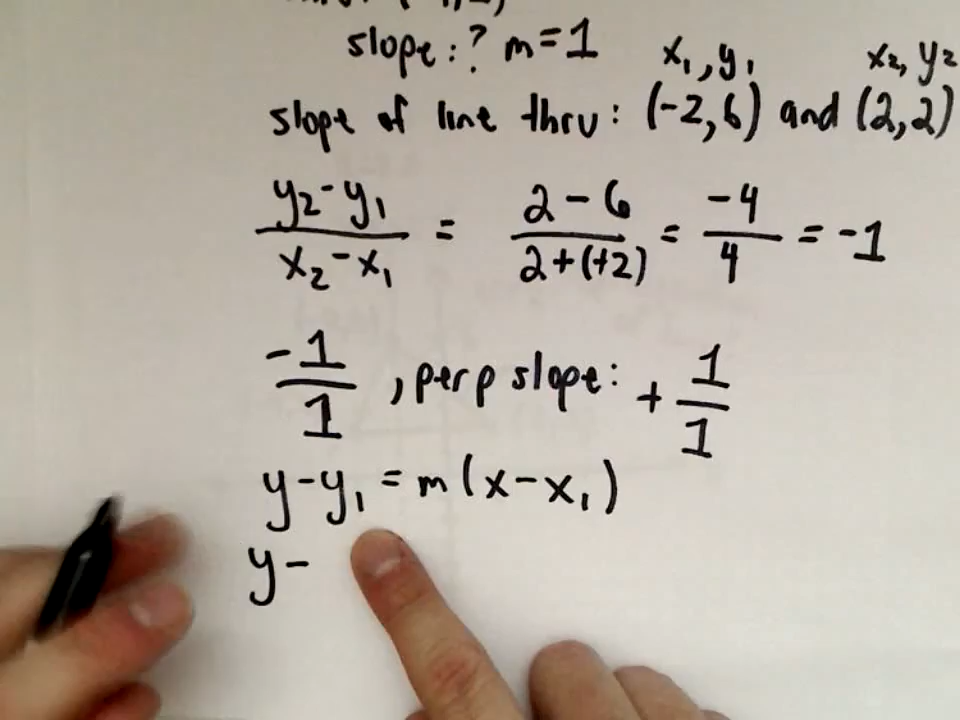 slope: ? m=1
x₁, y₁ x₂, y₂
slope of line thru: (-2,6) and (2,2)
y₂-y₁ / x₂-x₁ = 2-6 / 2+(+2) = -4 / 4 = -1
-1 / 1 , perp slope: + 1 / 1
y-y₁ = m(x-x₁)
y-